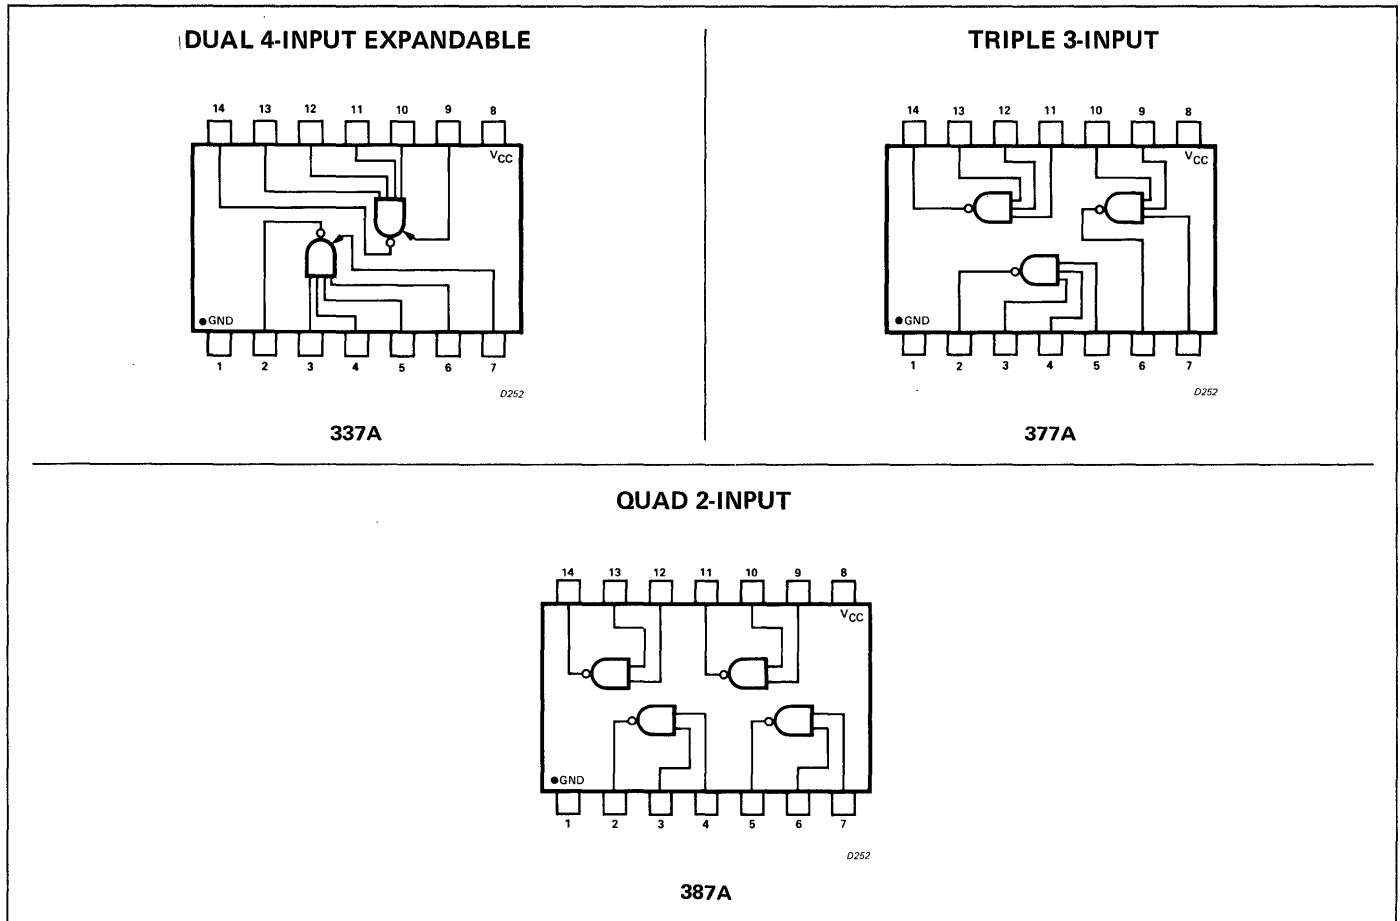 DUAL 4-INPUT EXPANDABLE
14 13 12 11 10 9 8
VCC
●GND
1 2 3 4 5 6 7
D252
337A
TRIPLE 3-INPUT
14 13 12 11 10 9 8
VCC
●GND
1 2 3 4 5 6 7
D252
377A
QUAD 2-INPUT
14 13 12 11 10 9 8
VCC
●GND
1 2 3 4 5 6 7
D252
387A